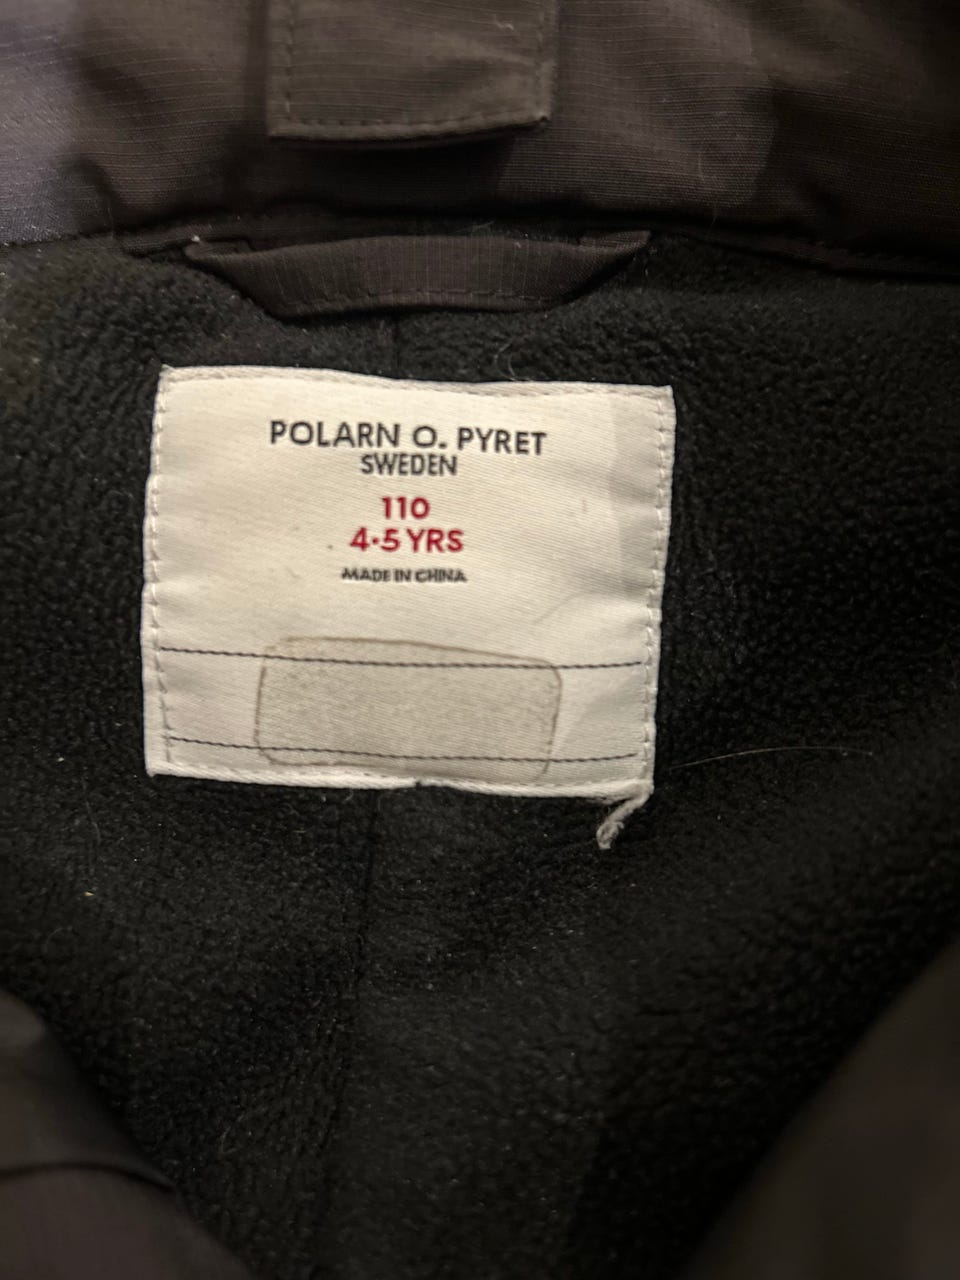 POLARN O. PYRET
SWEDEN
110
4·5 YRS
MADE IN CHINA